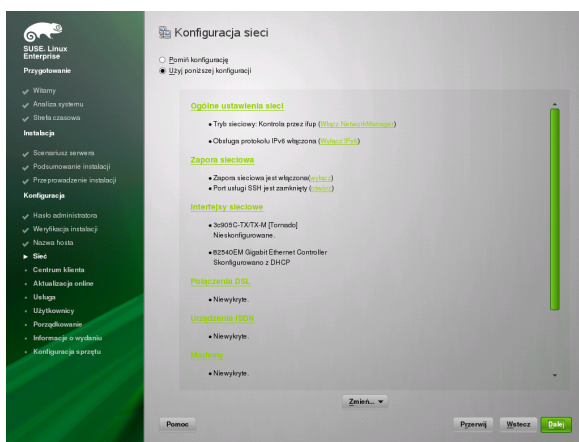 SUSE. Linux
Enterprise
Przygotowanie
Witamy
Analiza systemu
Strefa czasowa
Instalacja
Scenariusz serwera
Podsumowanie instalacji
Przeprowadzenie instalacji
Konfiguracja
Hasło administratora
Weryfikacja instalacji
Nazwa hosta
Sieć
Centrum klienta
Aktualizacja online
Usługa
Użytkownicy
Porządkowanie
Informacje o wydaniu
Konfiguracja sprzętu
Konfiguracja sieci
Pomiń konfigurację
Użyj poniższej konfiguracji
Ogólne ustawienia sieci
• Tryb sieciowy: Kontrola przez ifup (Włącz NetworkManager)
• Obsługa protokołu IPv6 włączona (Wyłącz IPv6)
Zapora sieciowa
• Zapora sieciowa jest włączona(wyłącz)
• Port usługi SSH jest zamknięty (otwórz)
Interfejsy sieciowe
• 3c905C-TX/TX-M [Tornado]
Nieskonfigurowane.
• 82540EM Gigabit Ethernet Controller
Skonfigurowano z DHCP
Połączenia DSL
• Niewykryte.
Urządzenia ISDN
• Niewykryte.
Modemy
• Niewykryte.
Zmień...
Pomoc
Przerwij
Wstecz
Dalej